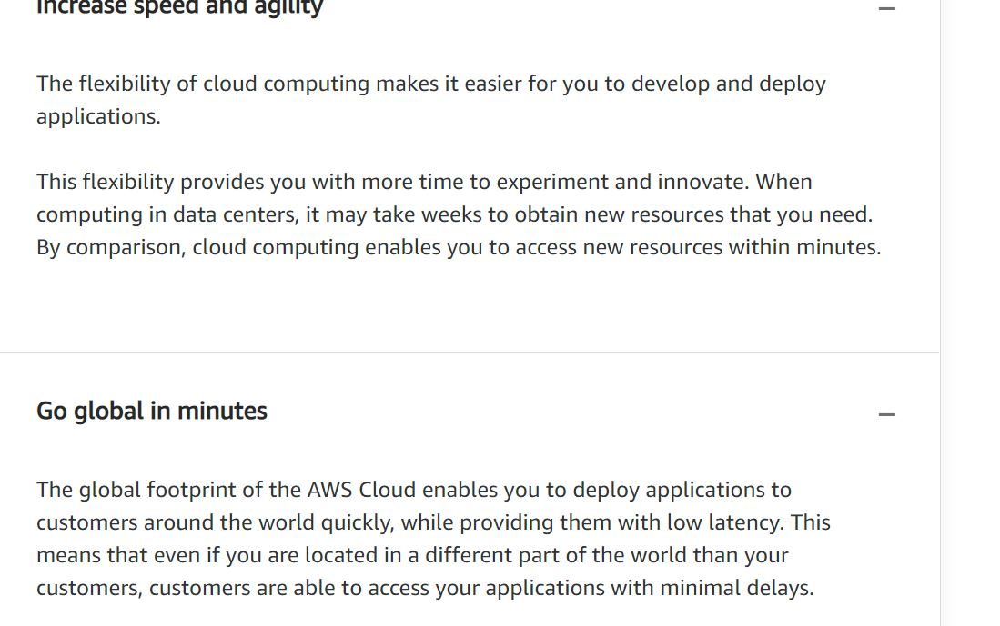 Increase speed and agility
The flexibility of cloud computing makes it easier for you to develop and deploy
applications.
This flexibility provides you with more time to experiment and innovate. When
computing in data centers, it may take weeks to obtain new resources that you need.
By comparison, cloud computing enables you to access new resources within minutes.
Go global in minutes
The global footprint of the AWS Cloud enables you to deploy applications to
customers around the world quickly, while providing them with low latency. This
means that even if you are located in a different part of the world than your
customers, customers are able to access your applications with minimal delays.